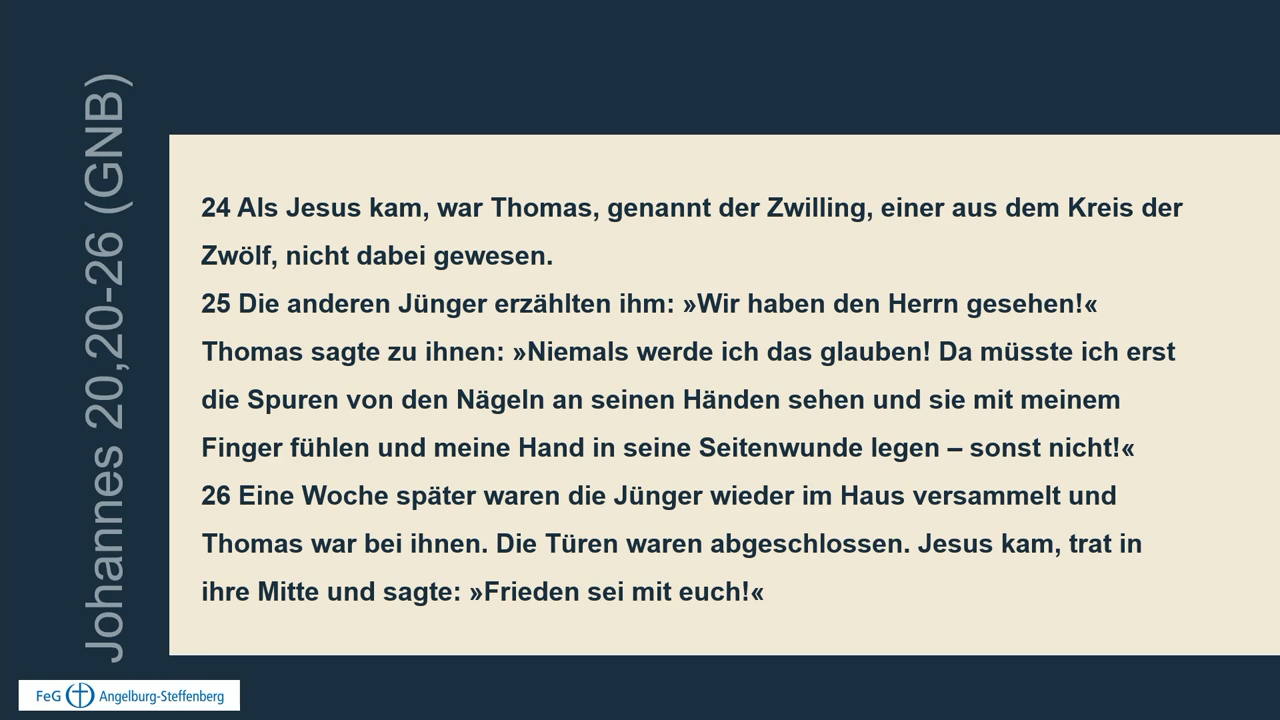 Johannes 20,20-26 (GNB)
24 Als Jesus kam, war Thomas, genannt der Zwilling, einer aus dem Kreis der
Zwölf, nicht dabei gewesen.
25 Die anderen Jünger erzählten ihm: »Wir haben den Herrn gesehen!«
Thomas sagte zu ihnen: »Niemals werde ich das glauben! Da müsste ich erst
die Spuren von den Nägeln an seinen Händen sehen und sie mit meinem
Finger fühlen und meine Hand in seine Seitenwunde legen – sonst nicht!«
26 Eine Woche später waren die Jünger wieder im Haus versammelt und
Thomas war bei ihnen. Die Türen waren abgeschlossen. Jesus kam, trat in
ihre Mitte und sagte: »Frieden sei mit euch!«
FeG Angelburg-Steffenberg